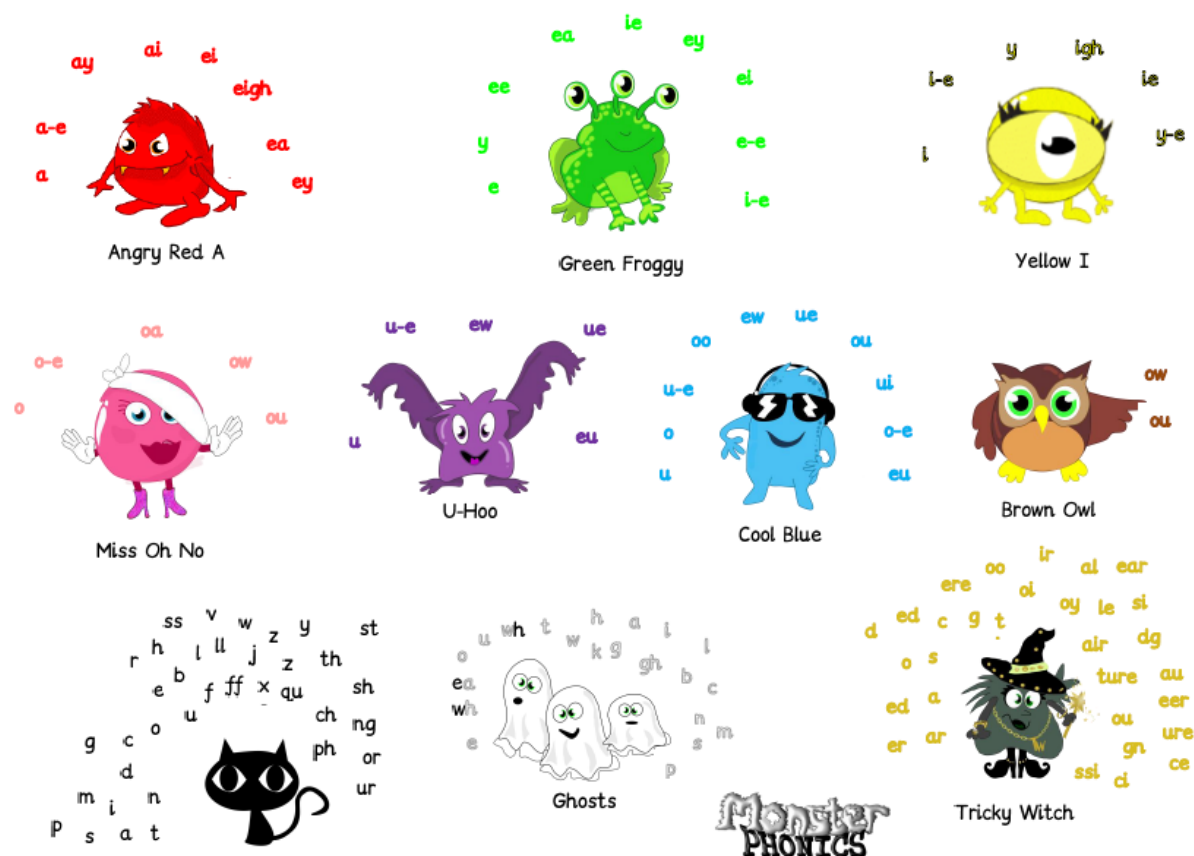 ay ai ei eigh
a-e ea
a ey
Angry Red A
ea ie ey
ee ei
y e-e
e i-e
Green Froggy
y igh
i-e ie
i y-e
Yellow I
oa
o-e ow
o ou
Miss Oh No
u-e ew ue
u eu
U-Hoo
ew ue
oo ou
u-e ui
o o-e
u eu
Cool Blue
ow
ou
Brown Owl
ss v w z y st
r h l ll j z th
e b f ff x qu sh
o u ch ng
g c ph or
d ur
m i n
p s a t
h a i
u wh t w k g gh l
o b c
ea
wh n m
e s
p
Ghosts
ir
oo al ear
ere oi
oy le si
ed c g t
d air dg
o s
ture au
ed a eer
ou ure
er ar gn
ssi ci ce
Tricky Witch
Monster
PHONICS